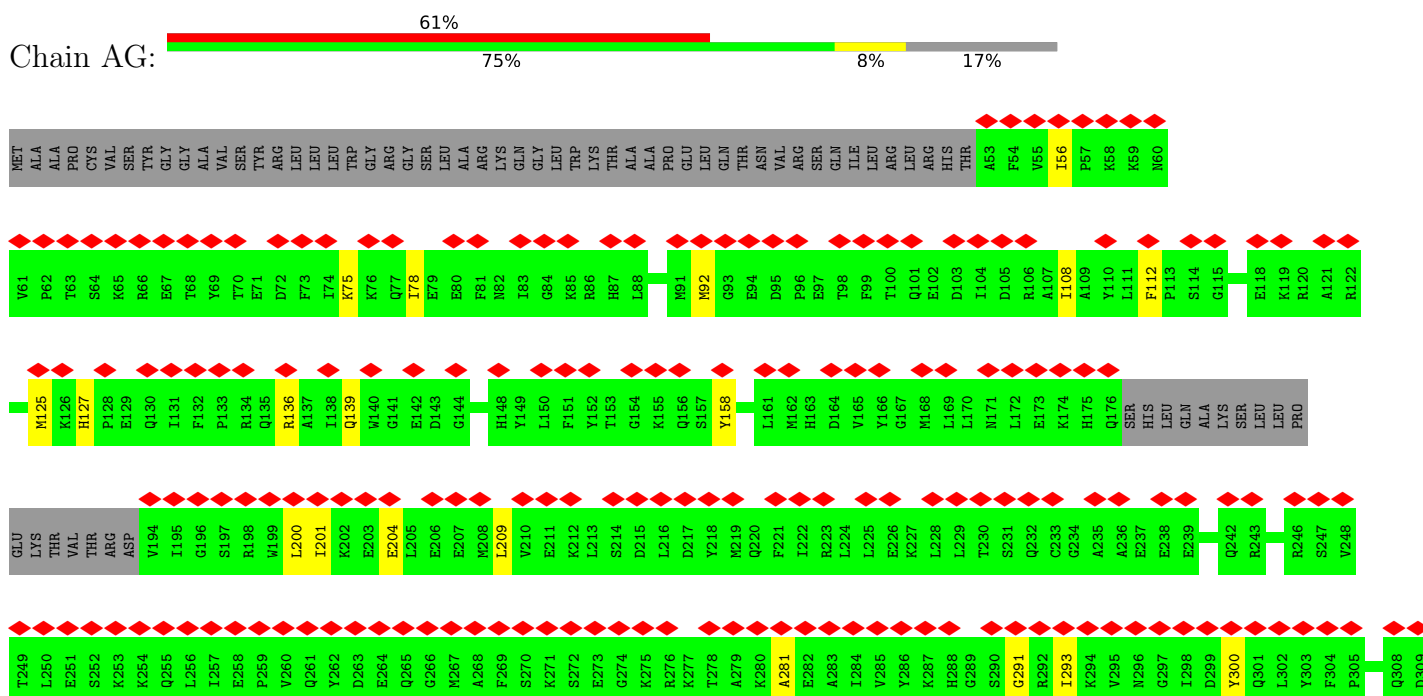 61%
Chain AG:
75% 8% 17%
MET ALA ALA PRO CYS VAL SER TYR GLY GLY ALA VAL SER TYR ARG LEU LEU LEU TRP GLY ARG GLY SER LEU ALA ARG LYS GLN GLY LEU TRP LYS THR ALA ALA PRO GLU LEU GLN THR ASN VAL ARG SER GLN ILE LEU ARG LEU ARG HIS THR A53 F54 V55 I56 P57 K58 K59 N60
V61 P62 T63 S64 K65 R66 E67 T68 Y69 T70 E71 D72 F73 I74 K75 K76 Q77 I78 E79 E80 F81 N82 I83 G84 K85 R86 H87 L88 M91 M92 G93 E94 D95 P96 E97 T98 F99 T100 Q101 E102 D103 I104 D105 R106 A107 I108 A109 Y110 L111 F112 P113 S114 G115 E118 K119 R120 A121 R122
M125 K126 H127 P128 E129 Q130 I131 F132 P133 R134 Q135 R136 A137 I138 Q139 W140 G141 E142 D143 G144 H148 Y149 L150 F151 Y152 T153 G154 K155 Q156 S157 Y158 L161 M162 H163 D164 V165 Y166 G167 M168 L169 L170 N171 L172 E173 K174 H175 Q176 SER HIS LEU GLN ALA LYS SER LEU LEU PRO
GLU LYS THR VAL THR ARG ASP V194 I195 G196 S197 R198 W199 L200 I201 K202 E203 E204 L205 E206 E207 M208 L209 V210 E211 K212 L213 S214 D215 L216 D217 Y218 M219 Q220 F221 I222 R223 L224 L225 E226 K227 L228 L229 T230 S231 Q232 C233 G234 A235 A236 E237 E238 E239 Q242 R243 R246 S247 V248
T249 L250 E251 S252 K253 K254 Q255 L256 I257 E258 P259 V260 Q261 Y262 D263 E264 Q265 G266 M267 A268 F269 S270 K271 S272 E273 G274 K275 R276 K277 T278 A279 K280 A281 E282 A283 I284 V285 Y286 K287 H288 G289 S290 G291 R292 I293 K294 V295 N296 G297 I298 D299 Y300 Q301 L302 Y303 F304 P305 Q308 D309